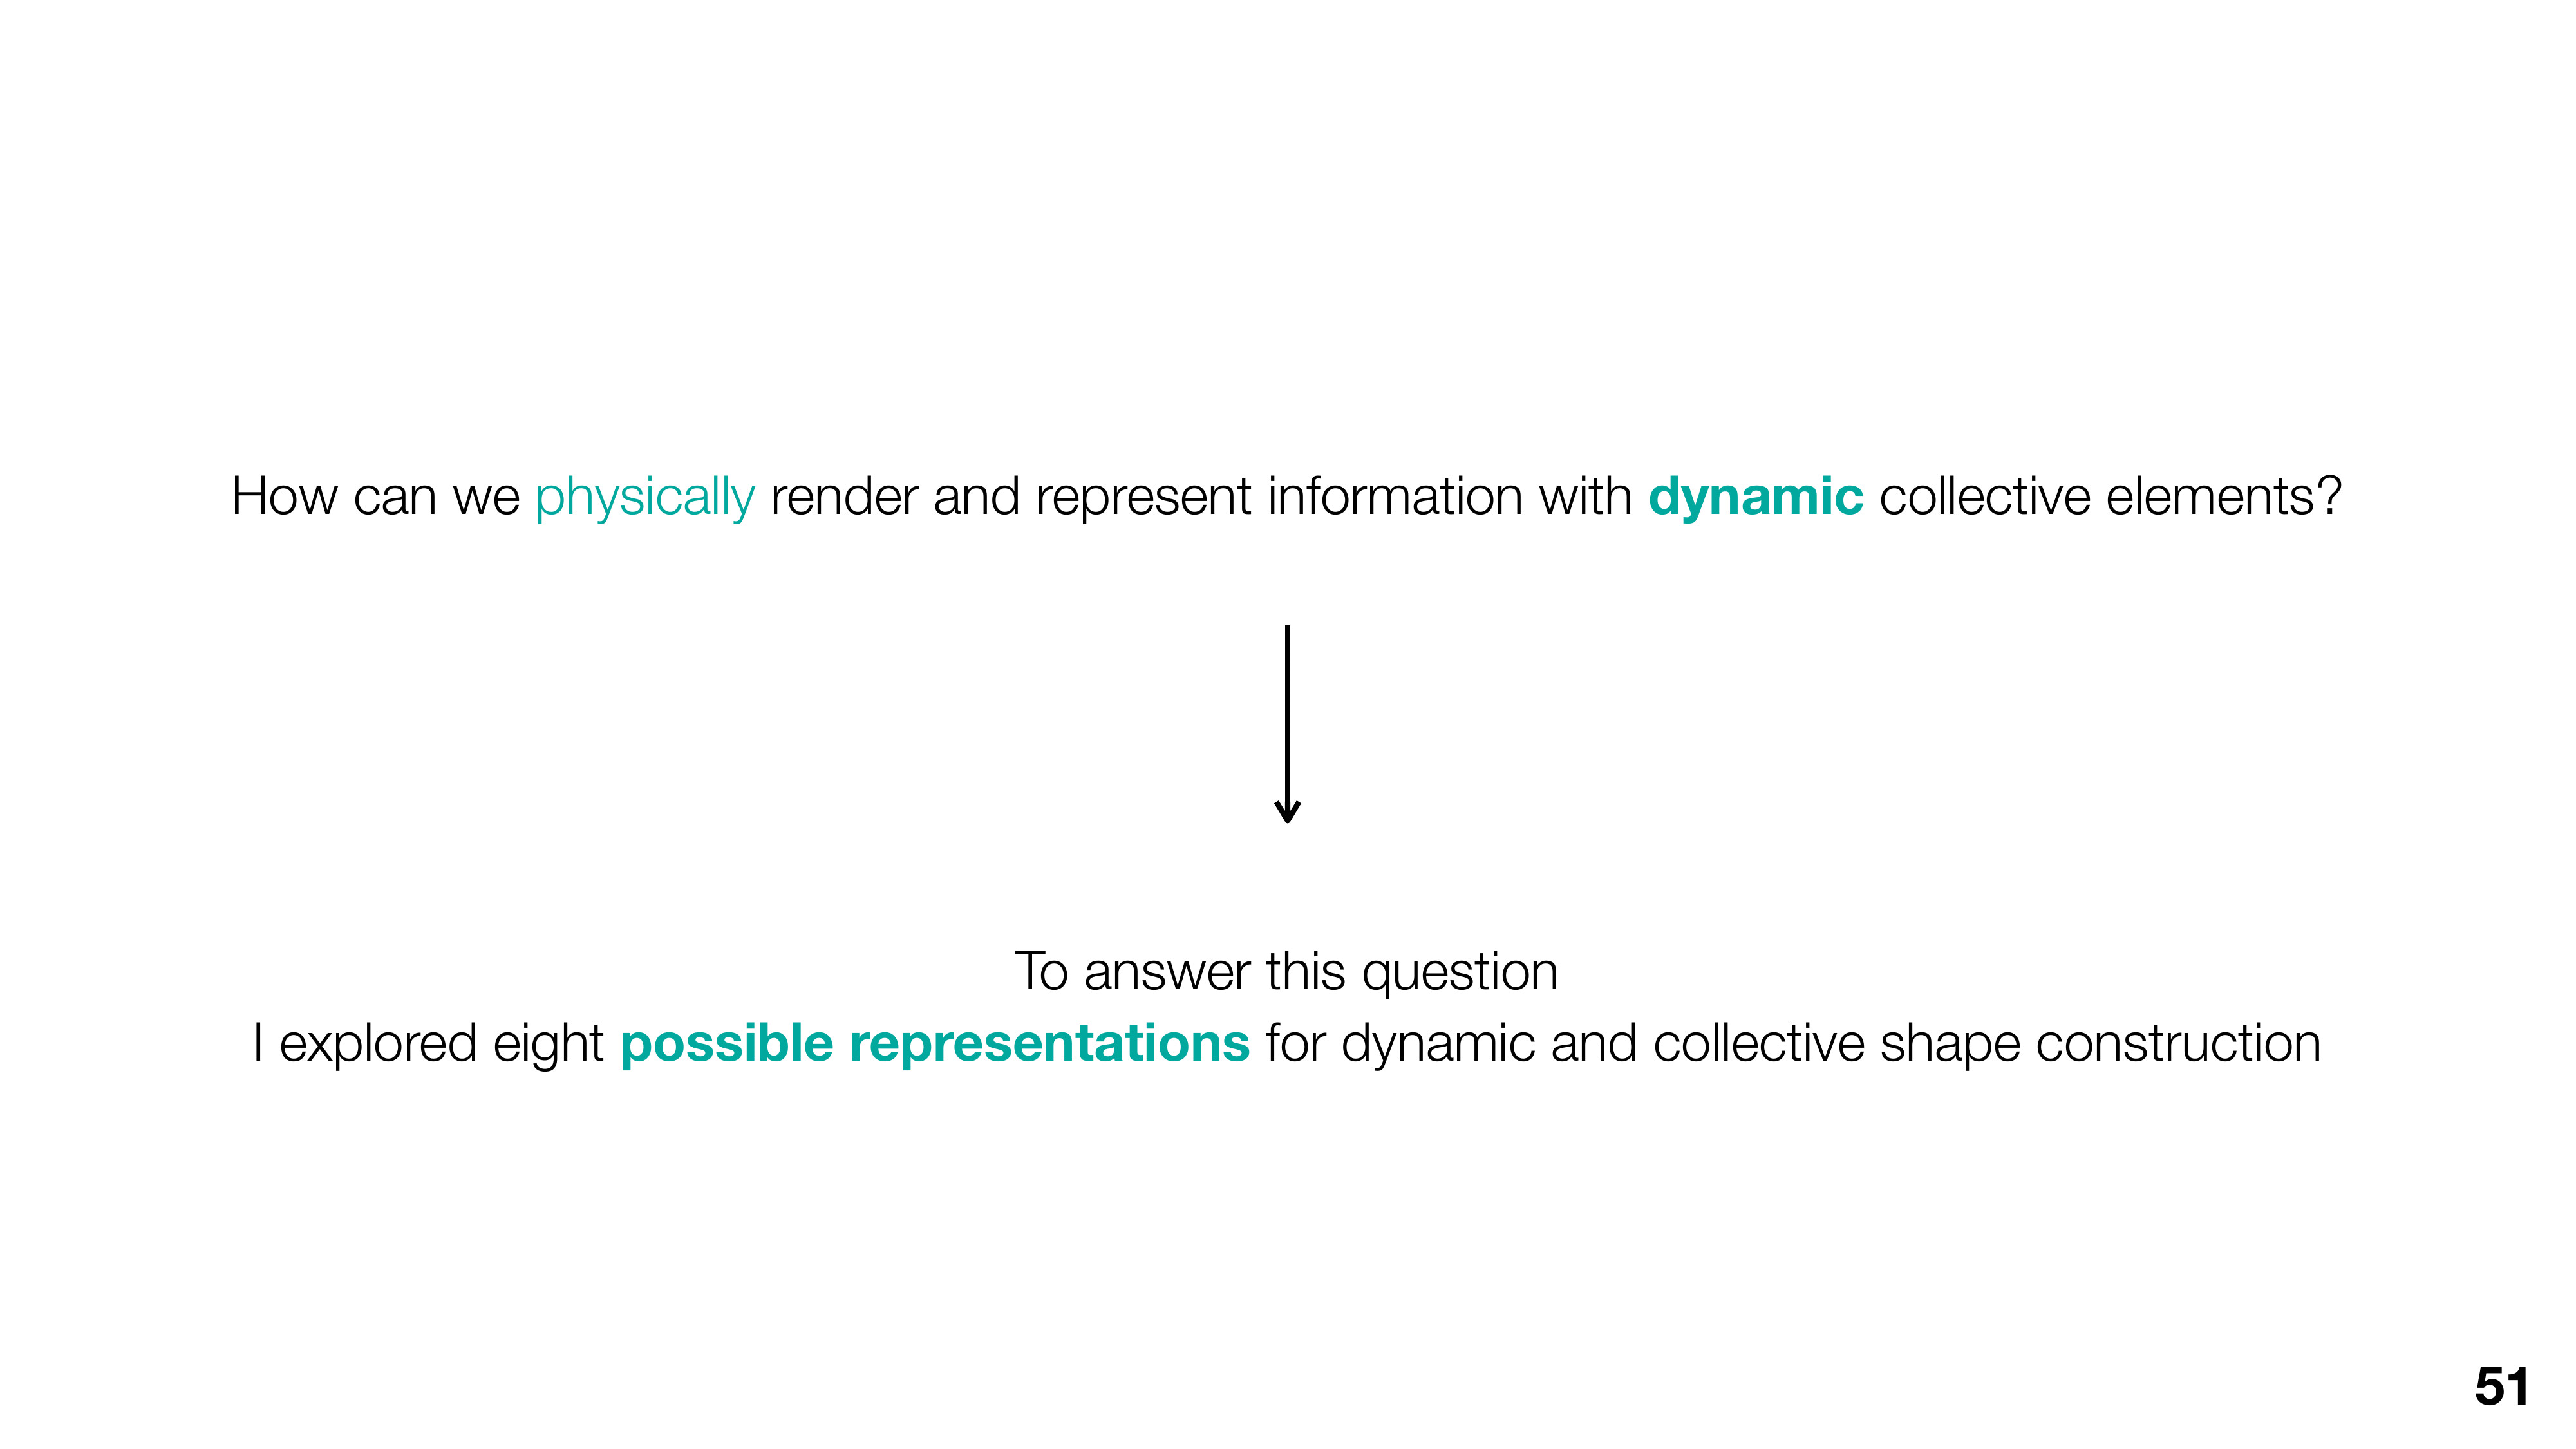 How can we physically render and represent information with dynamic collective elements?
To answer this question
I explored eight possible representations for dynamic and collective shape construction
51